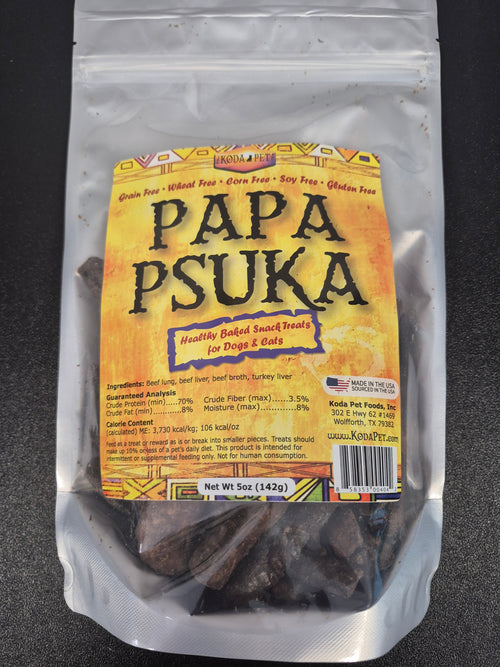 KODA PET
Grain Free • Wheat Free • Corn Free • Soy Free • Gluten Free
PAPA
PSUKA
Healthy Baked Snack Treats
for Dogs & Cats
Ingredients: Beef lung, beef liver, beef broth, turkey liver
Guaranteed Analysis
Crude Protein (min).....70% Crude Fiber (max)......3.5%
Crude Fat (min)..............8% Moisture (max)............8%
Calorie Content
(calculated) ME: 3,730 kcal/kg; 106 kcal/oz
Feed as a treat or reward as is or break into smaller pieces. Treats should
make up 10% or less of a pet's daily diet. This product is intended for
intermittent or supplemental feeding only. Not for human consumption.
MADE IN THE USA
SOURCED IN THE USA
Koda Pet Foods, Inc
302 E Hwy 62 #1469
Wolfforth, TX 79382
www.KodaPet.com
Net Wt 5oz (142g)